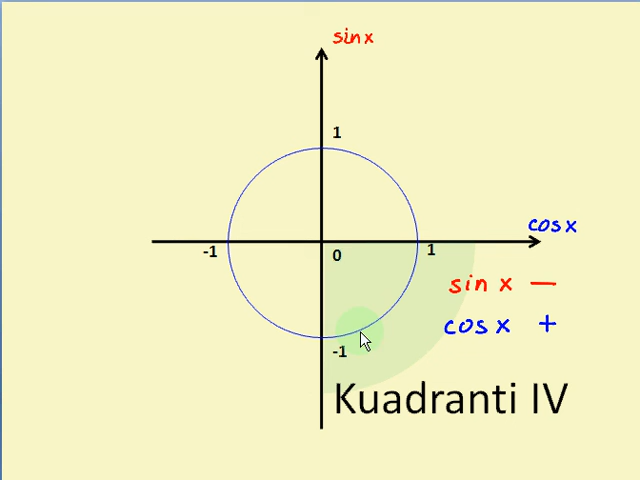 sin x
1
cos x
-1
0
1
sin x −
cos x +
-1
Kuadranti IV